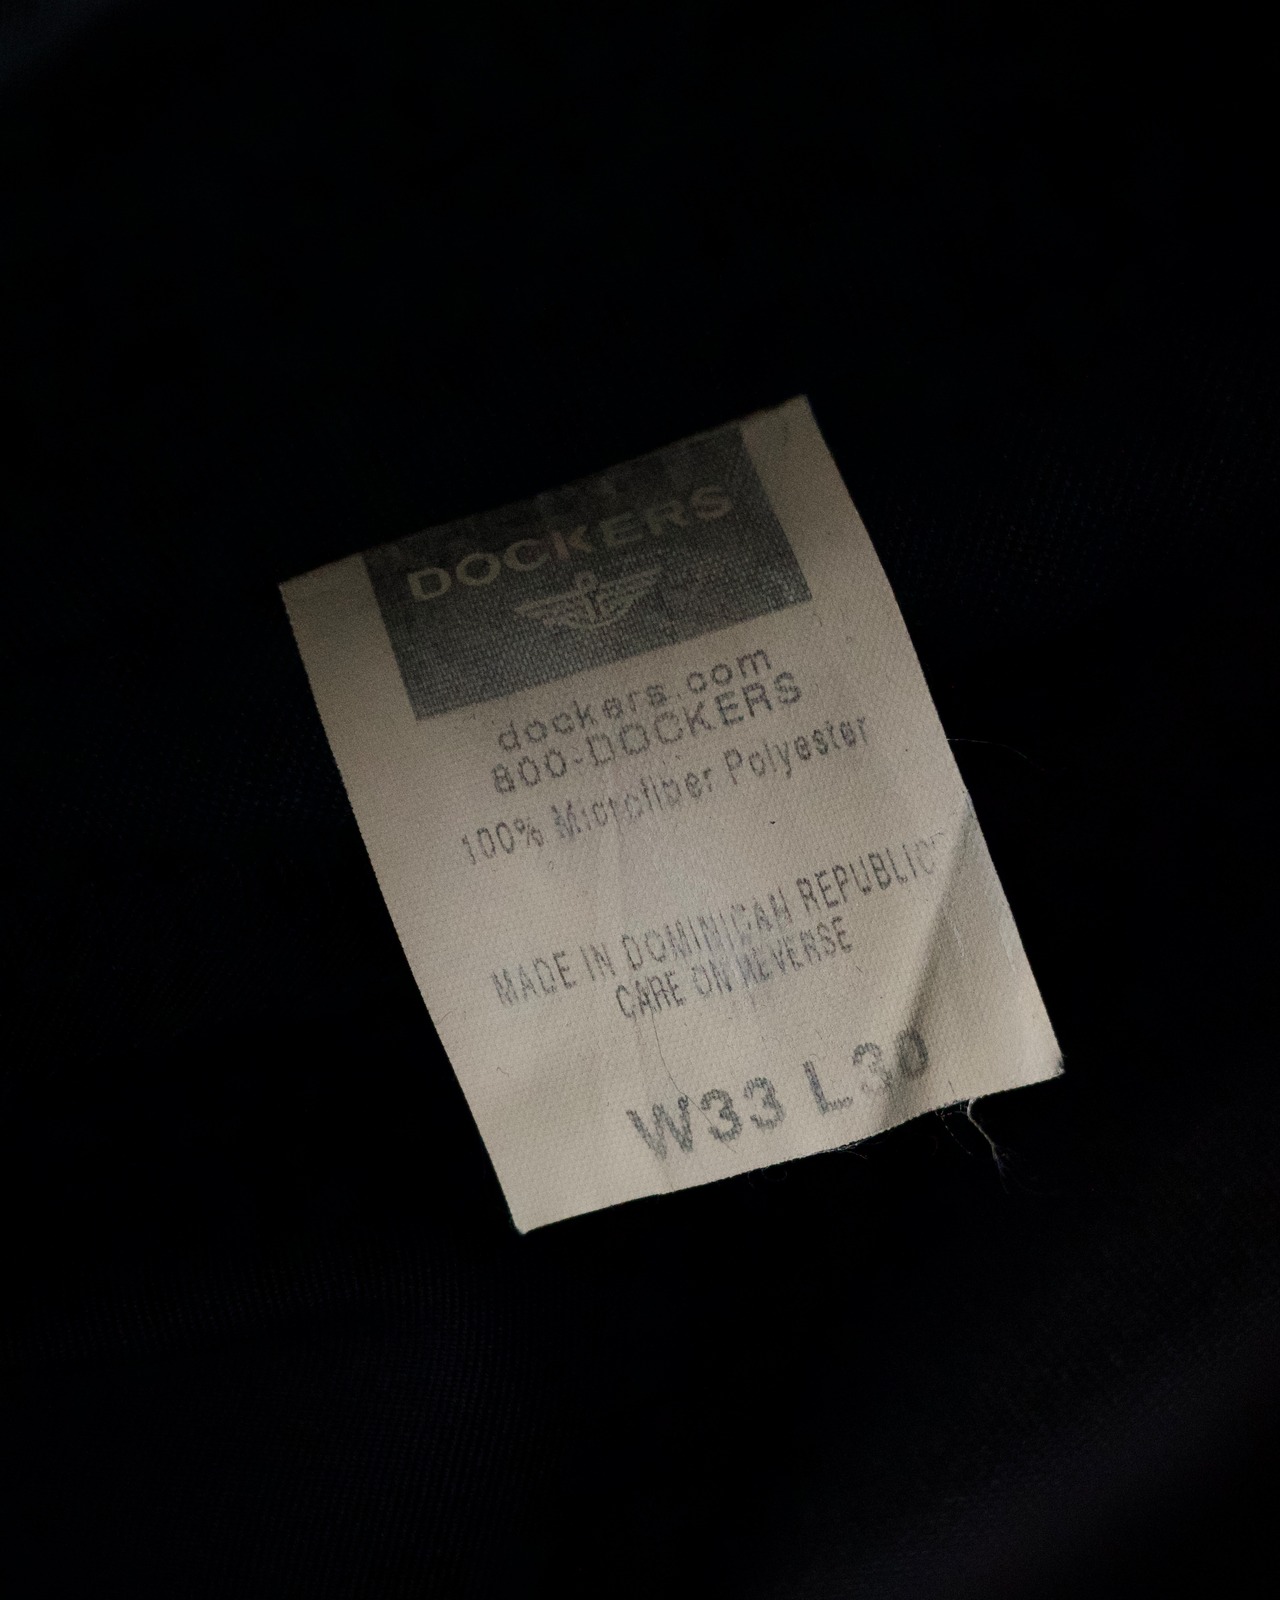 DOCKERS
dockers.com
800-DOCKERS
100% Microfiber Polyester
MADE IN DOMINICAN REPUBLIC
CARE ON REVERSE
W33 L30